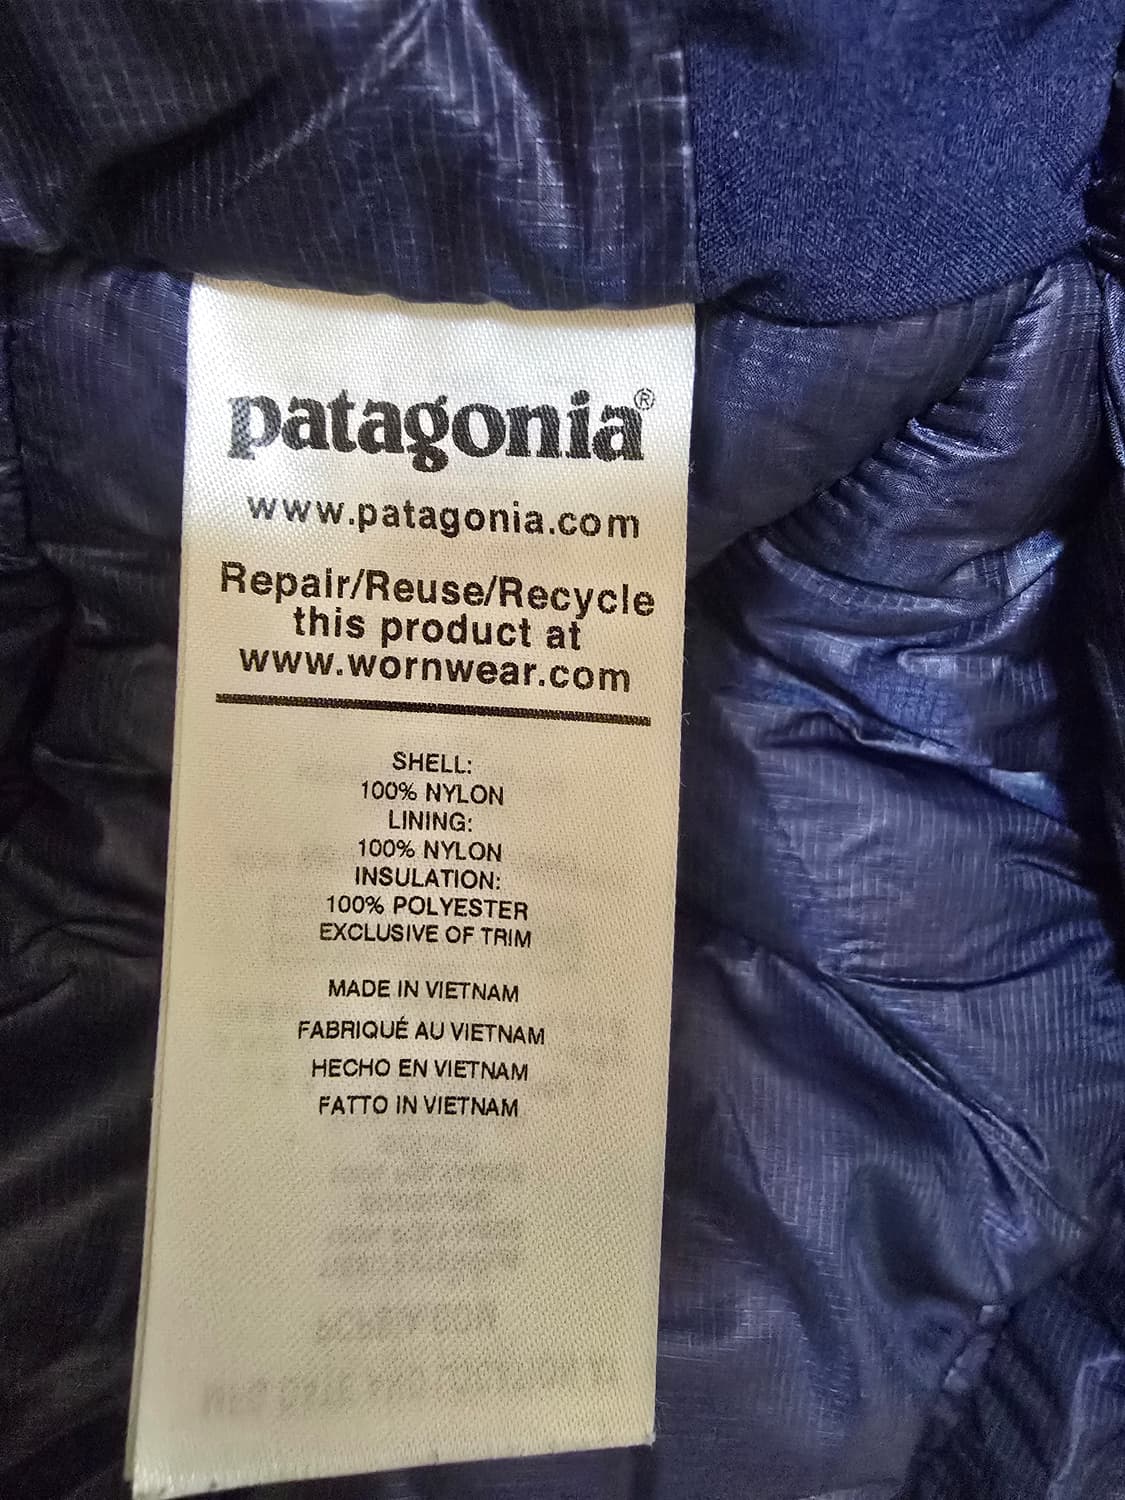 patagonia®
www.patagonia.com
Repair/Reuse/Recycle
this product at
www.wornwear.com
SHELL:
100% NYLON
LINING:
100% NYLON
INSULATION:
100% POLYESTER
EXCLUSIVE OF TRIM
MADE IN VIETNAM
FABRIQUÉ AU VIETNAM
HECHO EN VIETNAM
FATTO IN VIETNAM